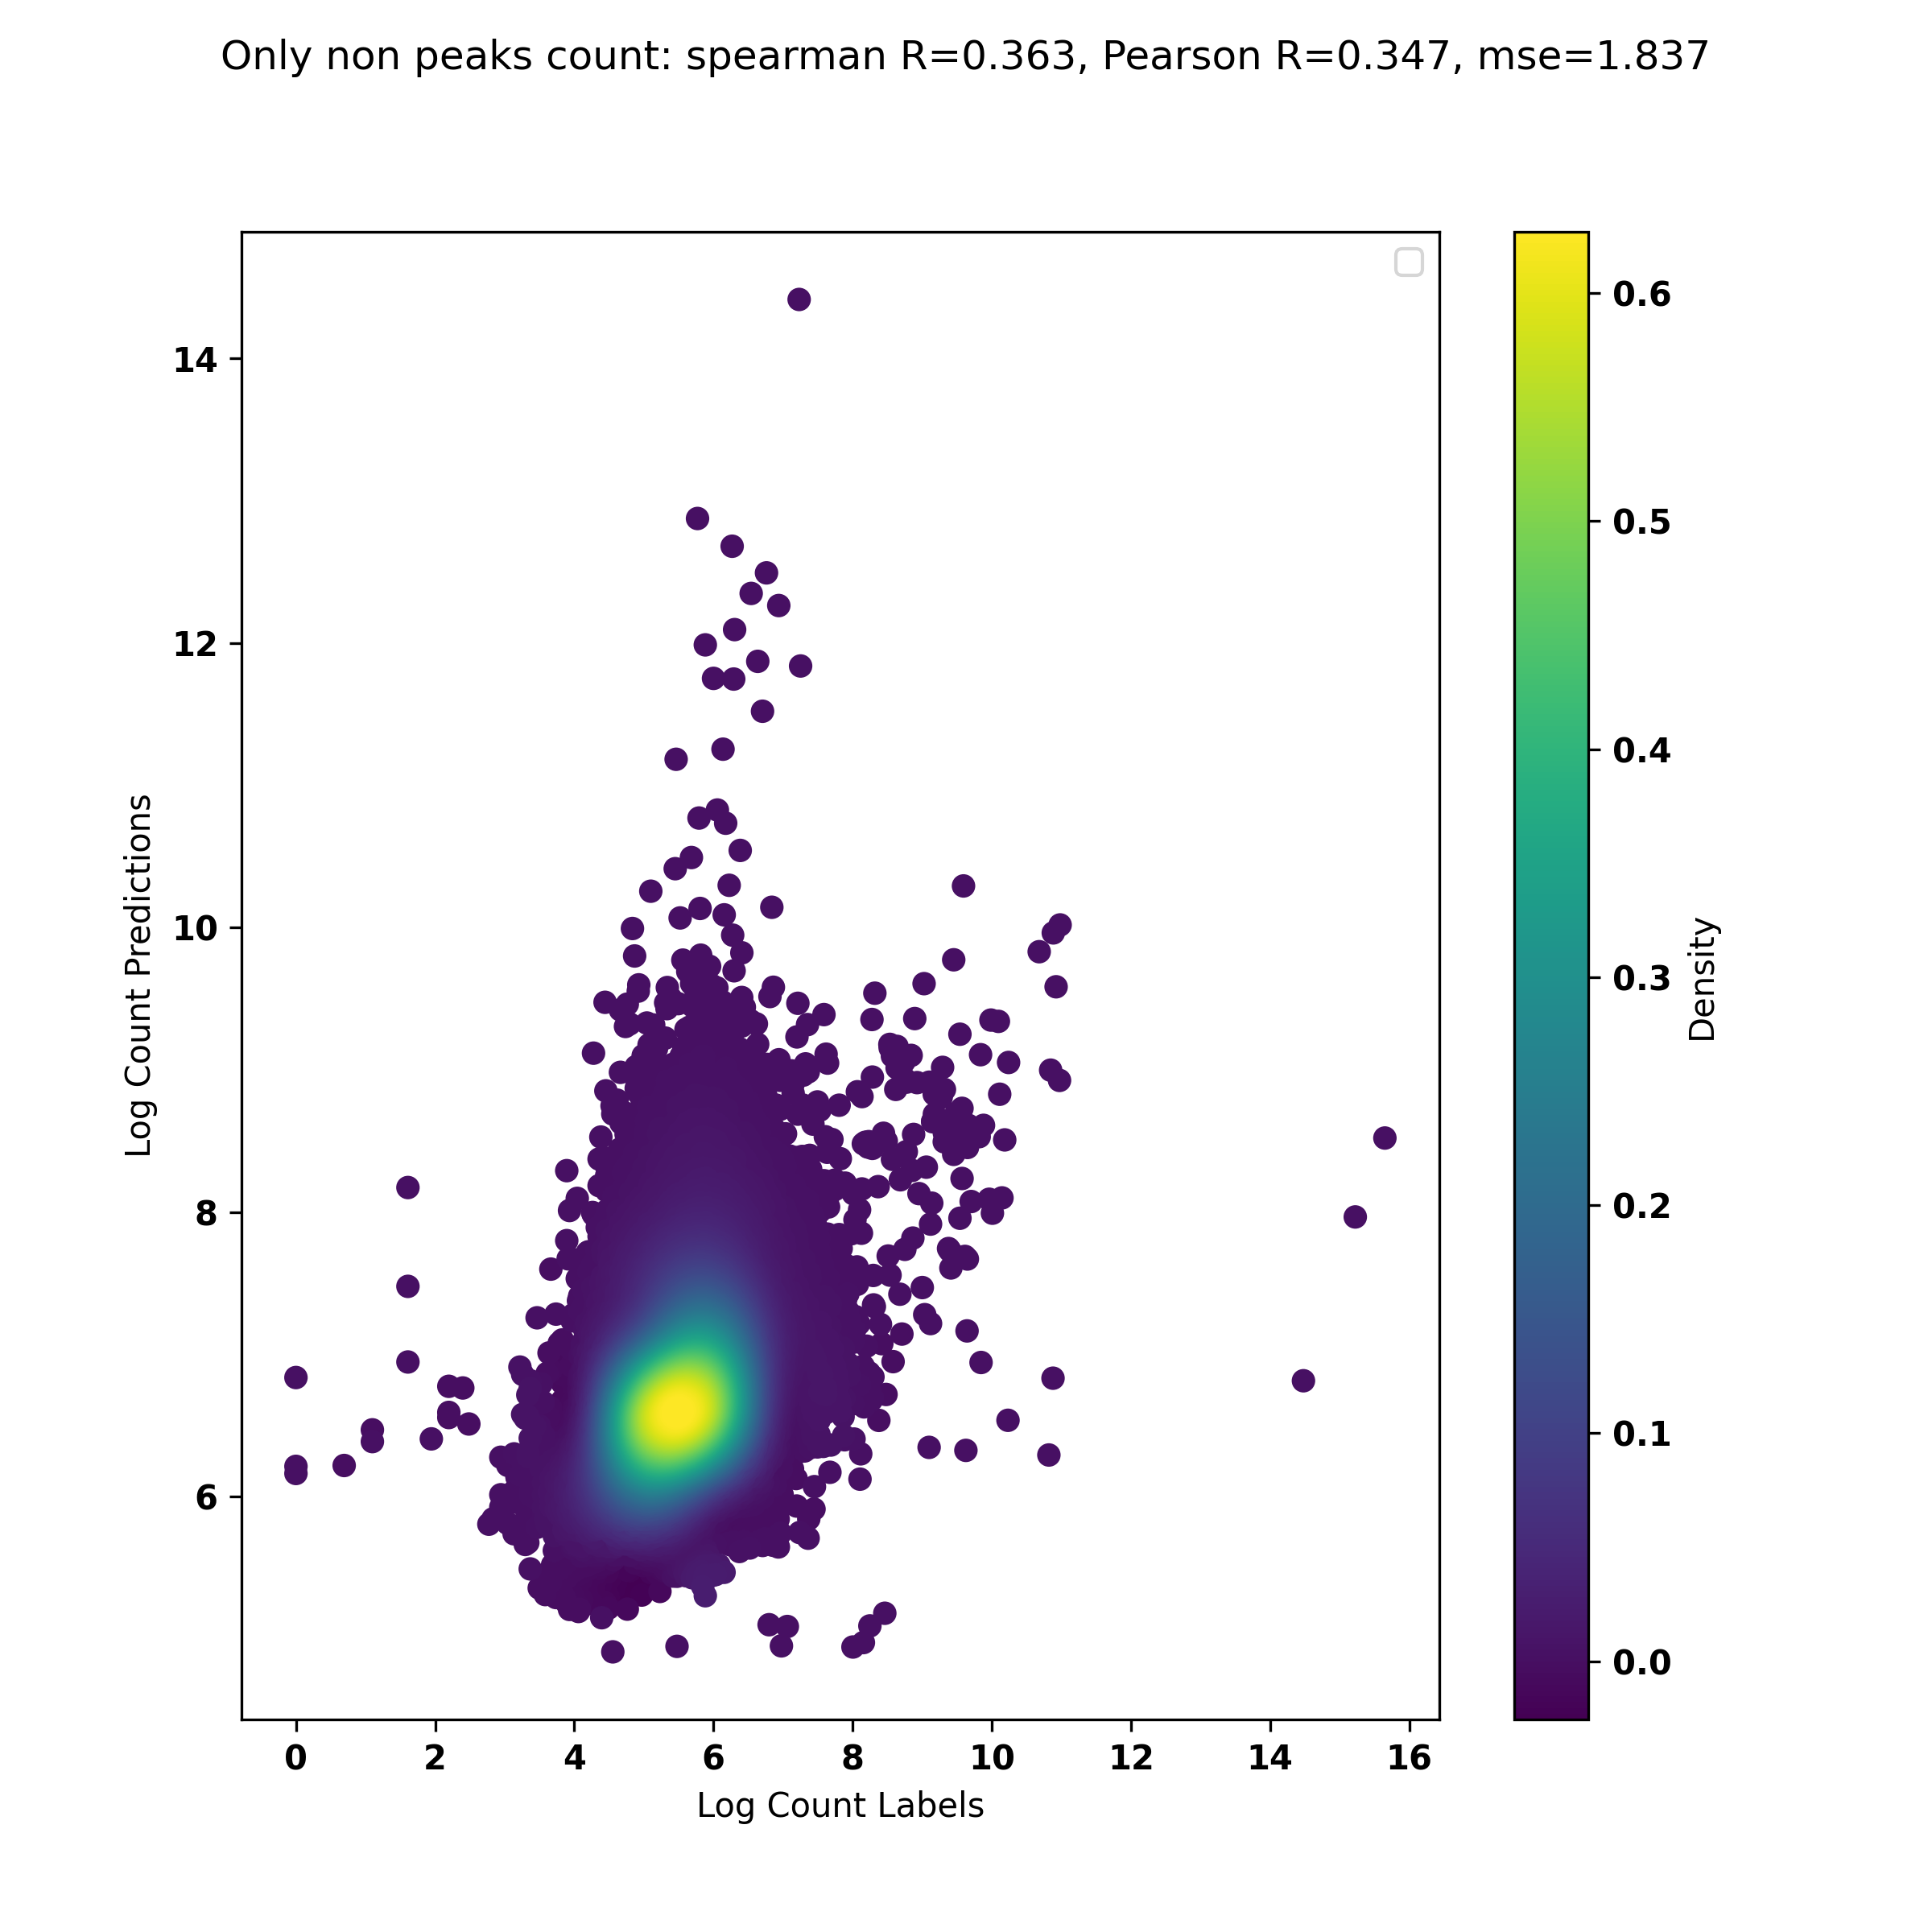 Only non peaks count: spearman R=0.363, Pearson R=0.347, mse=1.837
14
12
10
8
6
Log Count Predictions
0 2 4 6 8 10 12 14 16
Log Count Labels
0.6
0.5
0.4
0.3
0.2
0.1
0.0
Density